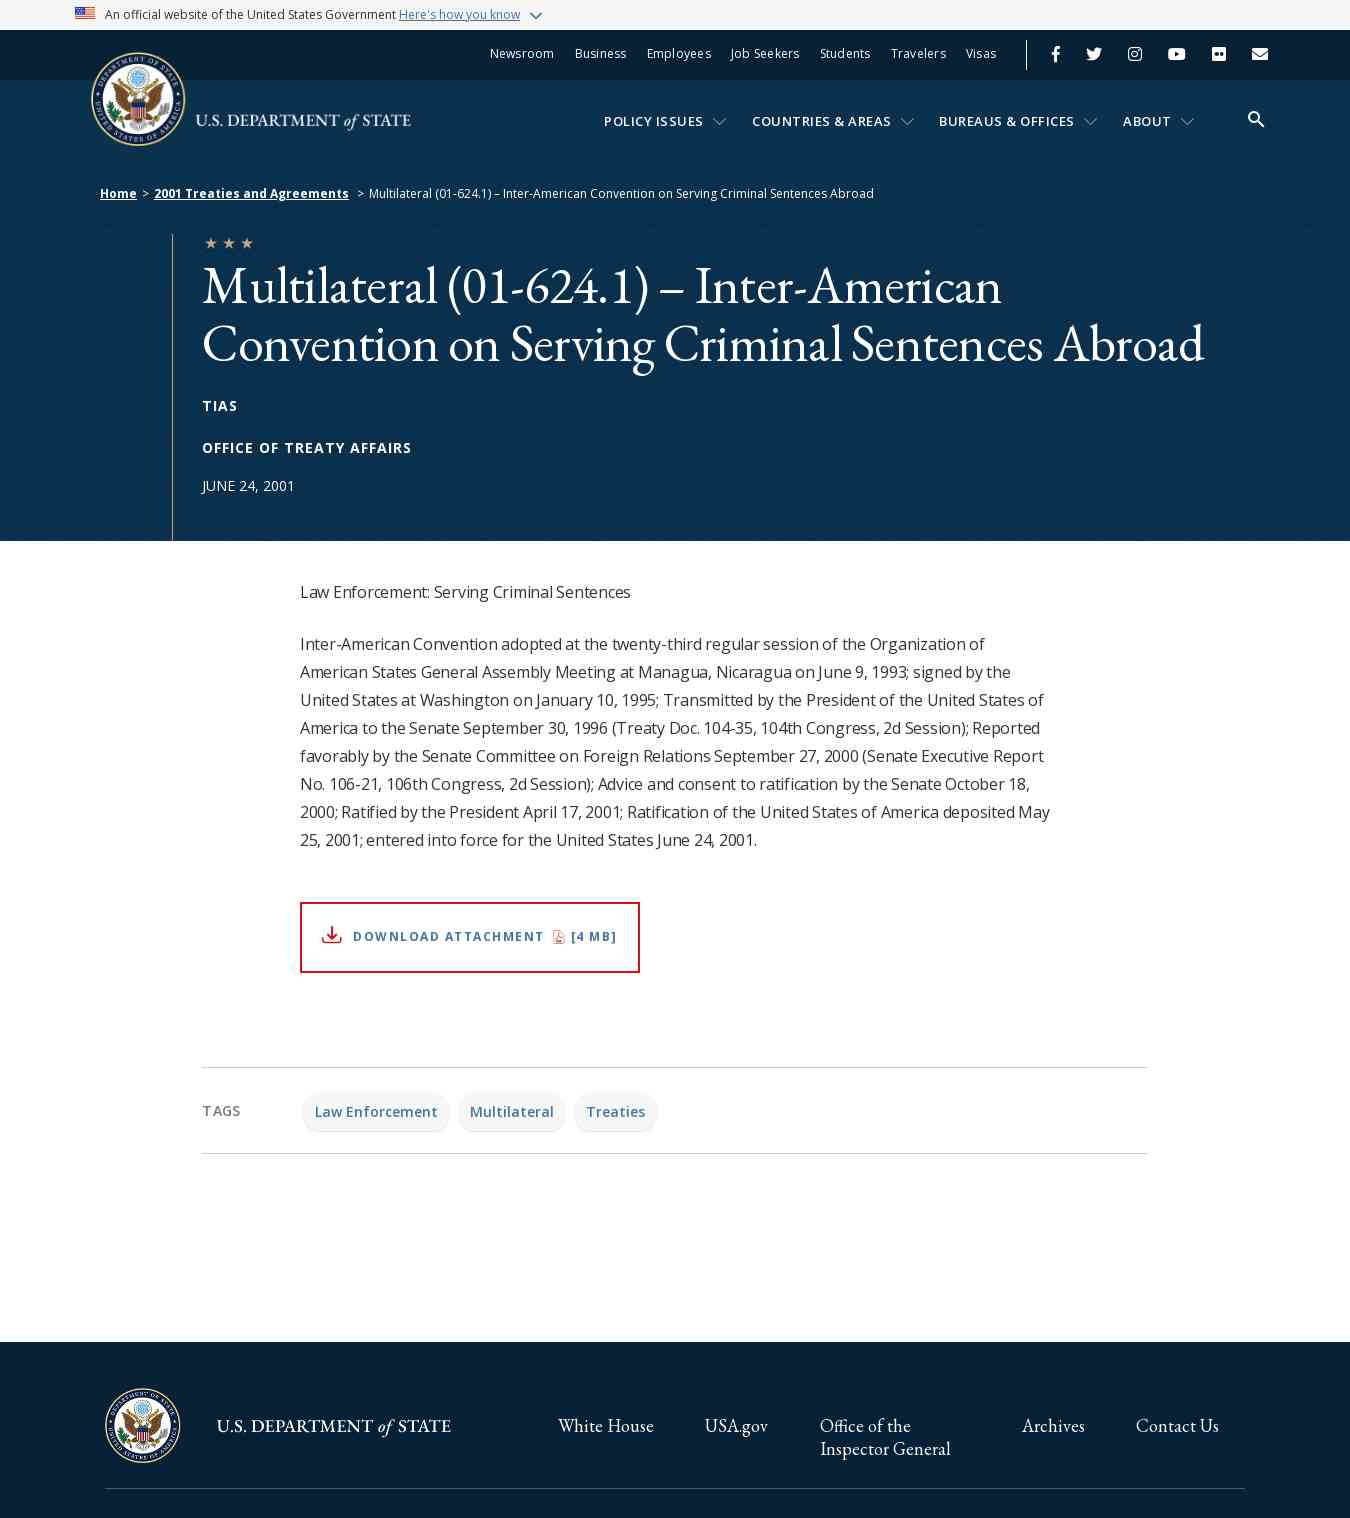 An official website of the United States Government Here's how you know
Newsroom Business Employees Job Seekers Students Travelers Visas
U.S. DEPARTMENT of STATE
POLICY ISSUES COUNTRIES & AREAS BUREAUS & OFFICES ABOUT
Home > 2001 Treaties and Agreements > Multilateral (01-624.1) – Inter-American Convention on Serving Criminal Sentences Abroad
Multilateral (01-624.1) – Inter-American
Convention on Serving Criminal Sentences Abroad
TIAS
OFFICE OF TREATY AFFAIRS
JUNE 24, 2001
Law Enforcement: Serving Criminal Sentences
Inter-American Convention adopted at the twenty-third regular session of the Organization of
American States General Assembly Meeting at Managua, Nicaragua on June 9, 1993; signed by the
United States at Washington on January 10, 1995; Transmitted by the President of the United States of
America to the Senate September 30, 1996 (Treaty Doc. 104-35, 104th Congress, 2d Session); Reported
favorably by the Senate Committee on Foreign Relations September 27, 2000 (Senate Executive Report
No. 106-21, 106th Congress, 2d Session); Advice and consent to ratification by the Senate October 18,
2000; Ratified by the President April 17, 2001; Ratification of the United States of America deposited May
25, 2001; entered into force for the United States June 24, 2001.
DOWNLOAD ATTACHMENT [4 MB]
TAGS Law Enforcement Multilateral Treaties
U.S. DEPARTMENT of STATE
White House USA.gov Office of the Archives Contact Us
Inspector General